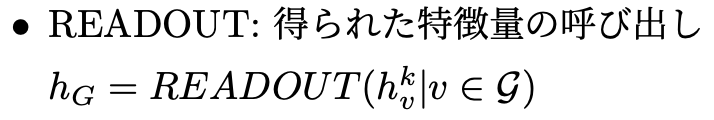 • READOUT: 得られた特徴量の呼び出し
h_G = READOUT(h_v^k|v ∈ 𝒢)